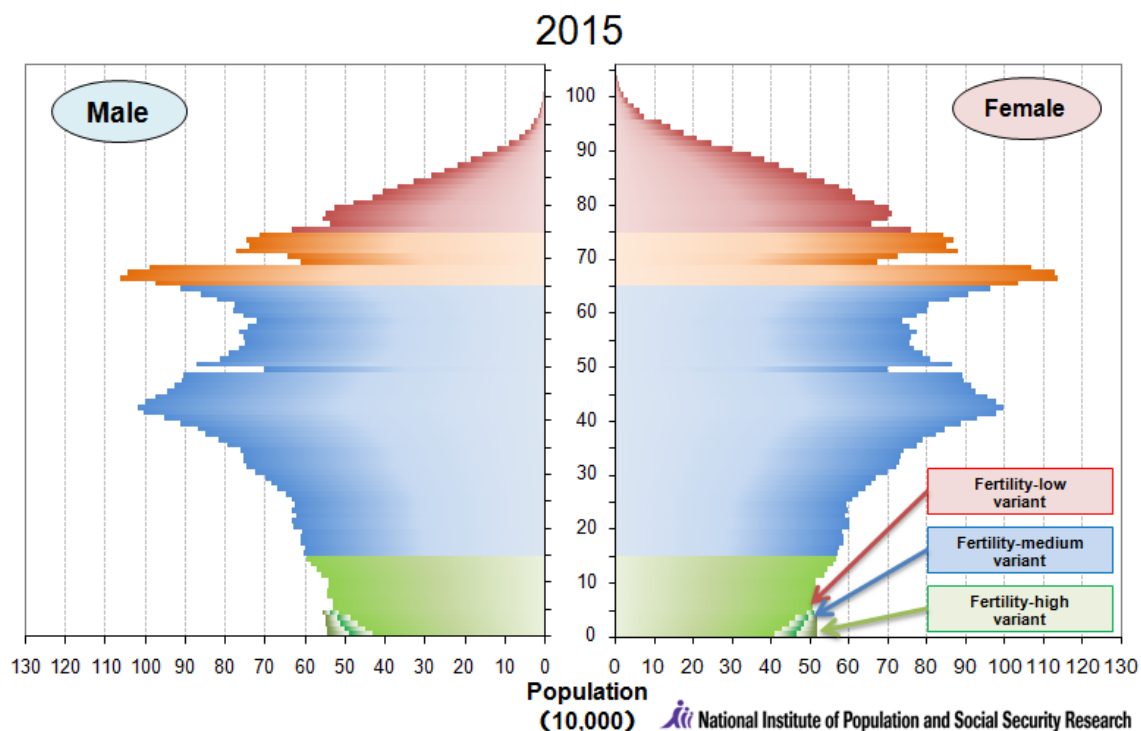 2015
Male
Female
100
90
80
70
60
50
40
30
20
10
0
Fertility-low
variant
Fertility-medium
variant
Fertility-high
variant
130 120 110 100 90 80 70 60 50 40 30 20 10 0
0 10 20 30 40 50 60 70 80 90 100 110 120 130
Population
(10,000)
National Institute of Population and Social Security Research